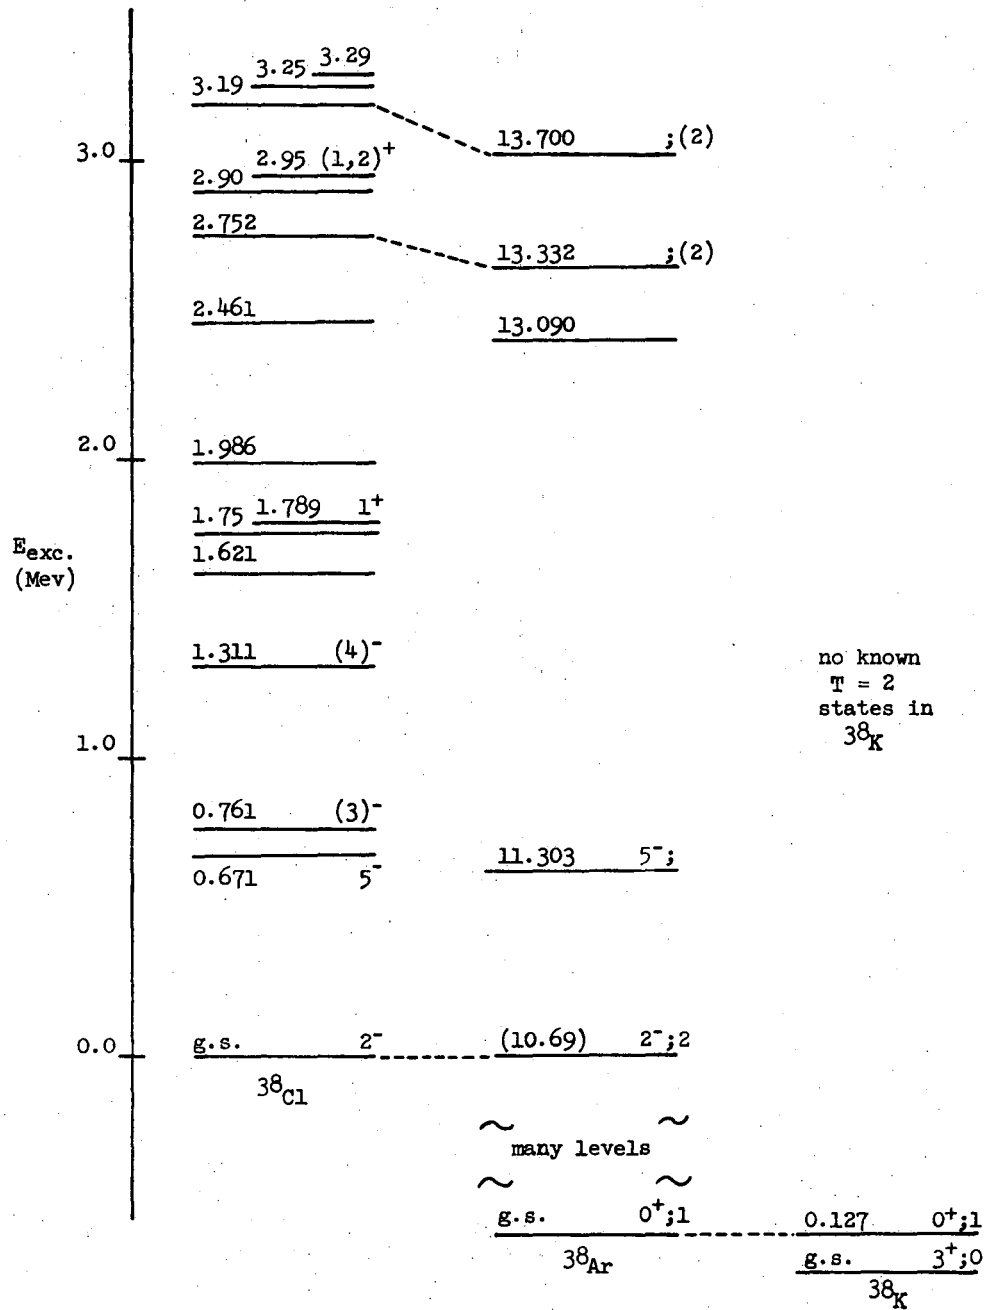 3.29
3.25
3.19
13.700 ;(2)
3.0
2.95 (1,2)⁺
2.90
2.752
13.332 ;(2)
2.461
13.090
2.0
1.986
1.789 1⁺
1.75
E exc.
(Mev)
1.621
1.311 (4)⁻
no known
T = 2
states in
³⁸K
1.0
0.761 (3)⁻
11.303 5⁻;
0.671 5⁻
0.0
g.s. 2⁻
(10.69) 2⁻;2
³⁸Cl
many levels
g.s. 0⁺;1
0.127 0⁺;1
³⁸Ar
g.s. 3⁺;0
³⁸K